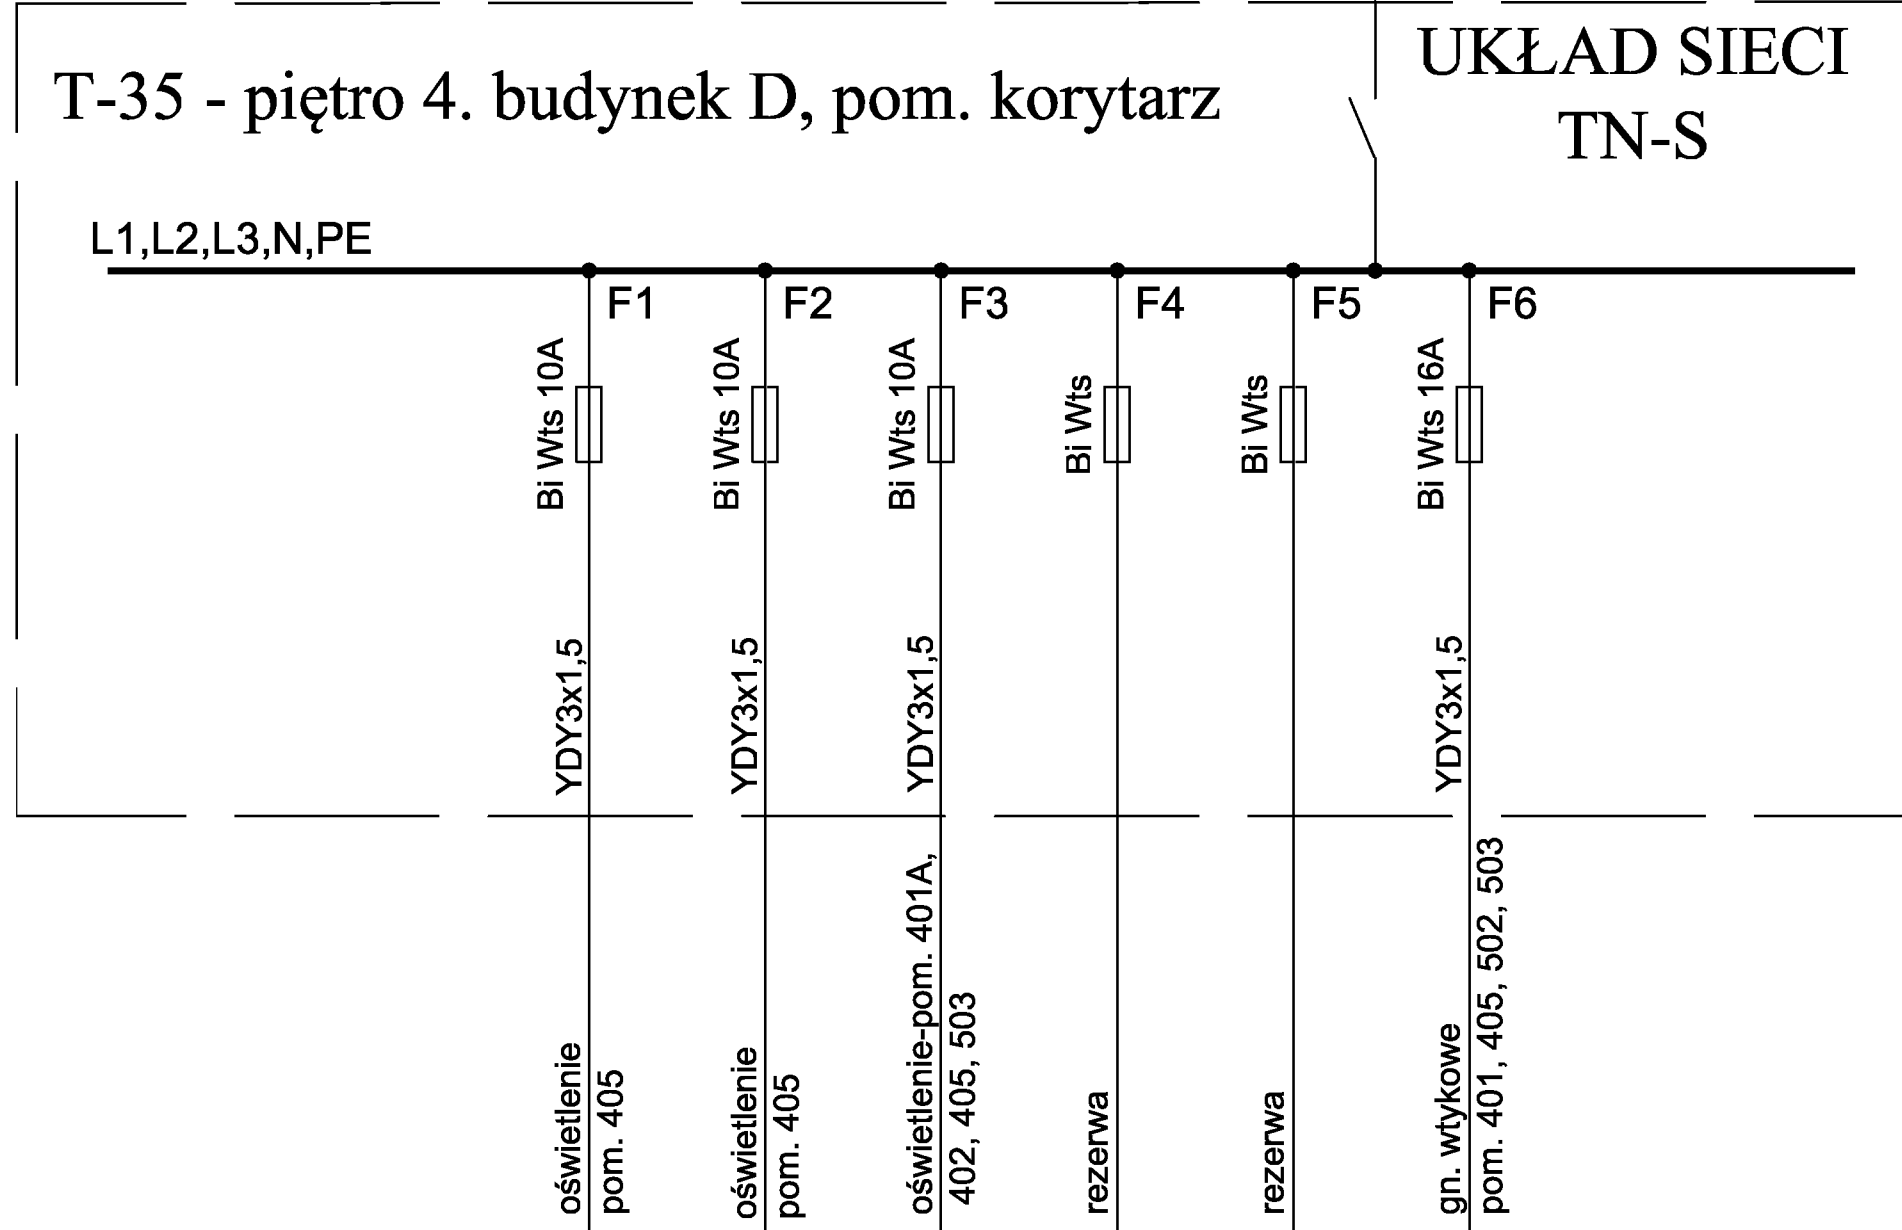 T-35 - piętro 4. budynek D, pom. korytarz
UKŁAD SIECI
TN-S
L1,L2,L3,N,PE
F1
F2
F3
F4
F5
F6
Bi Wts 10A
Bi Wts 10A
Bi Wts 10A
Bi Wts
Bi Wts
Bi Wts 16A
YDY3x1,5
YDY3x1,5
YDY3x1,5
YDY3x1,5
oświetlenie
pom. 405
oświetlenie
pom. 405
oświetlenie-pom. 401A,
402, 405, 503
rezerwa
rezerwa
gn. wtykowe
pom. 401, 405, 502, 503